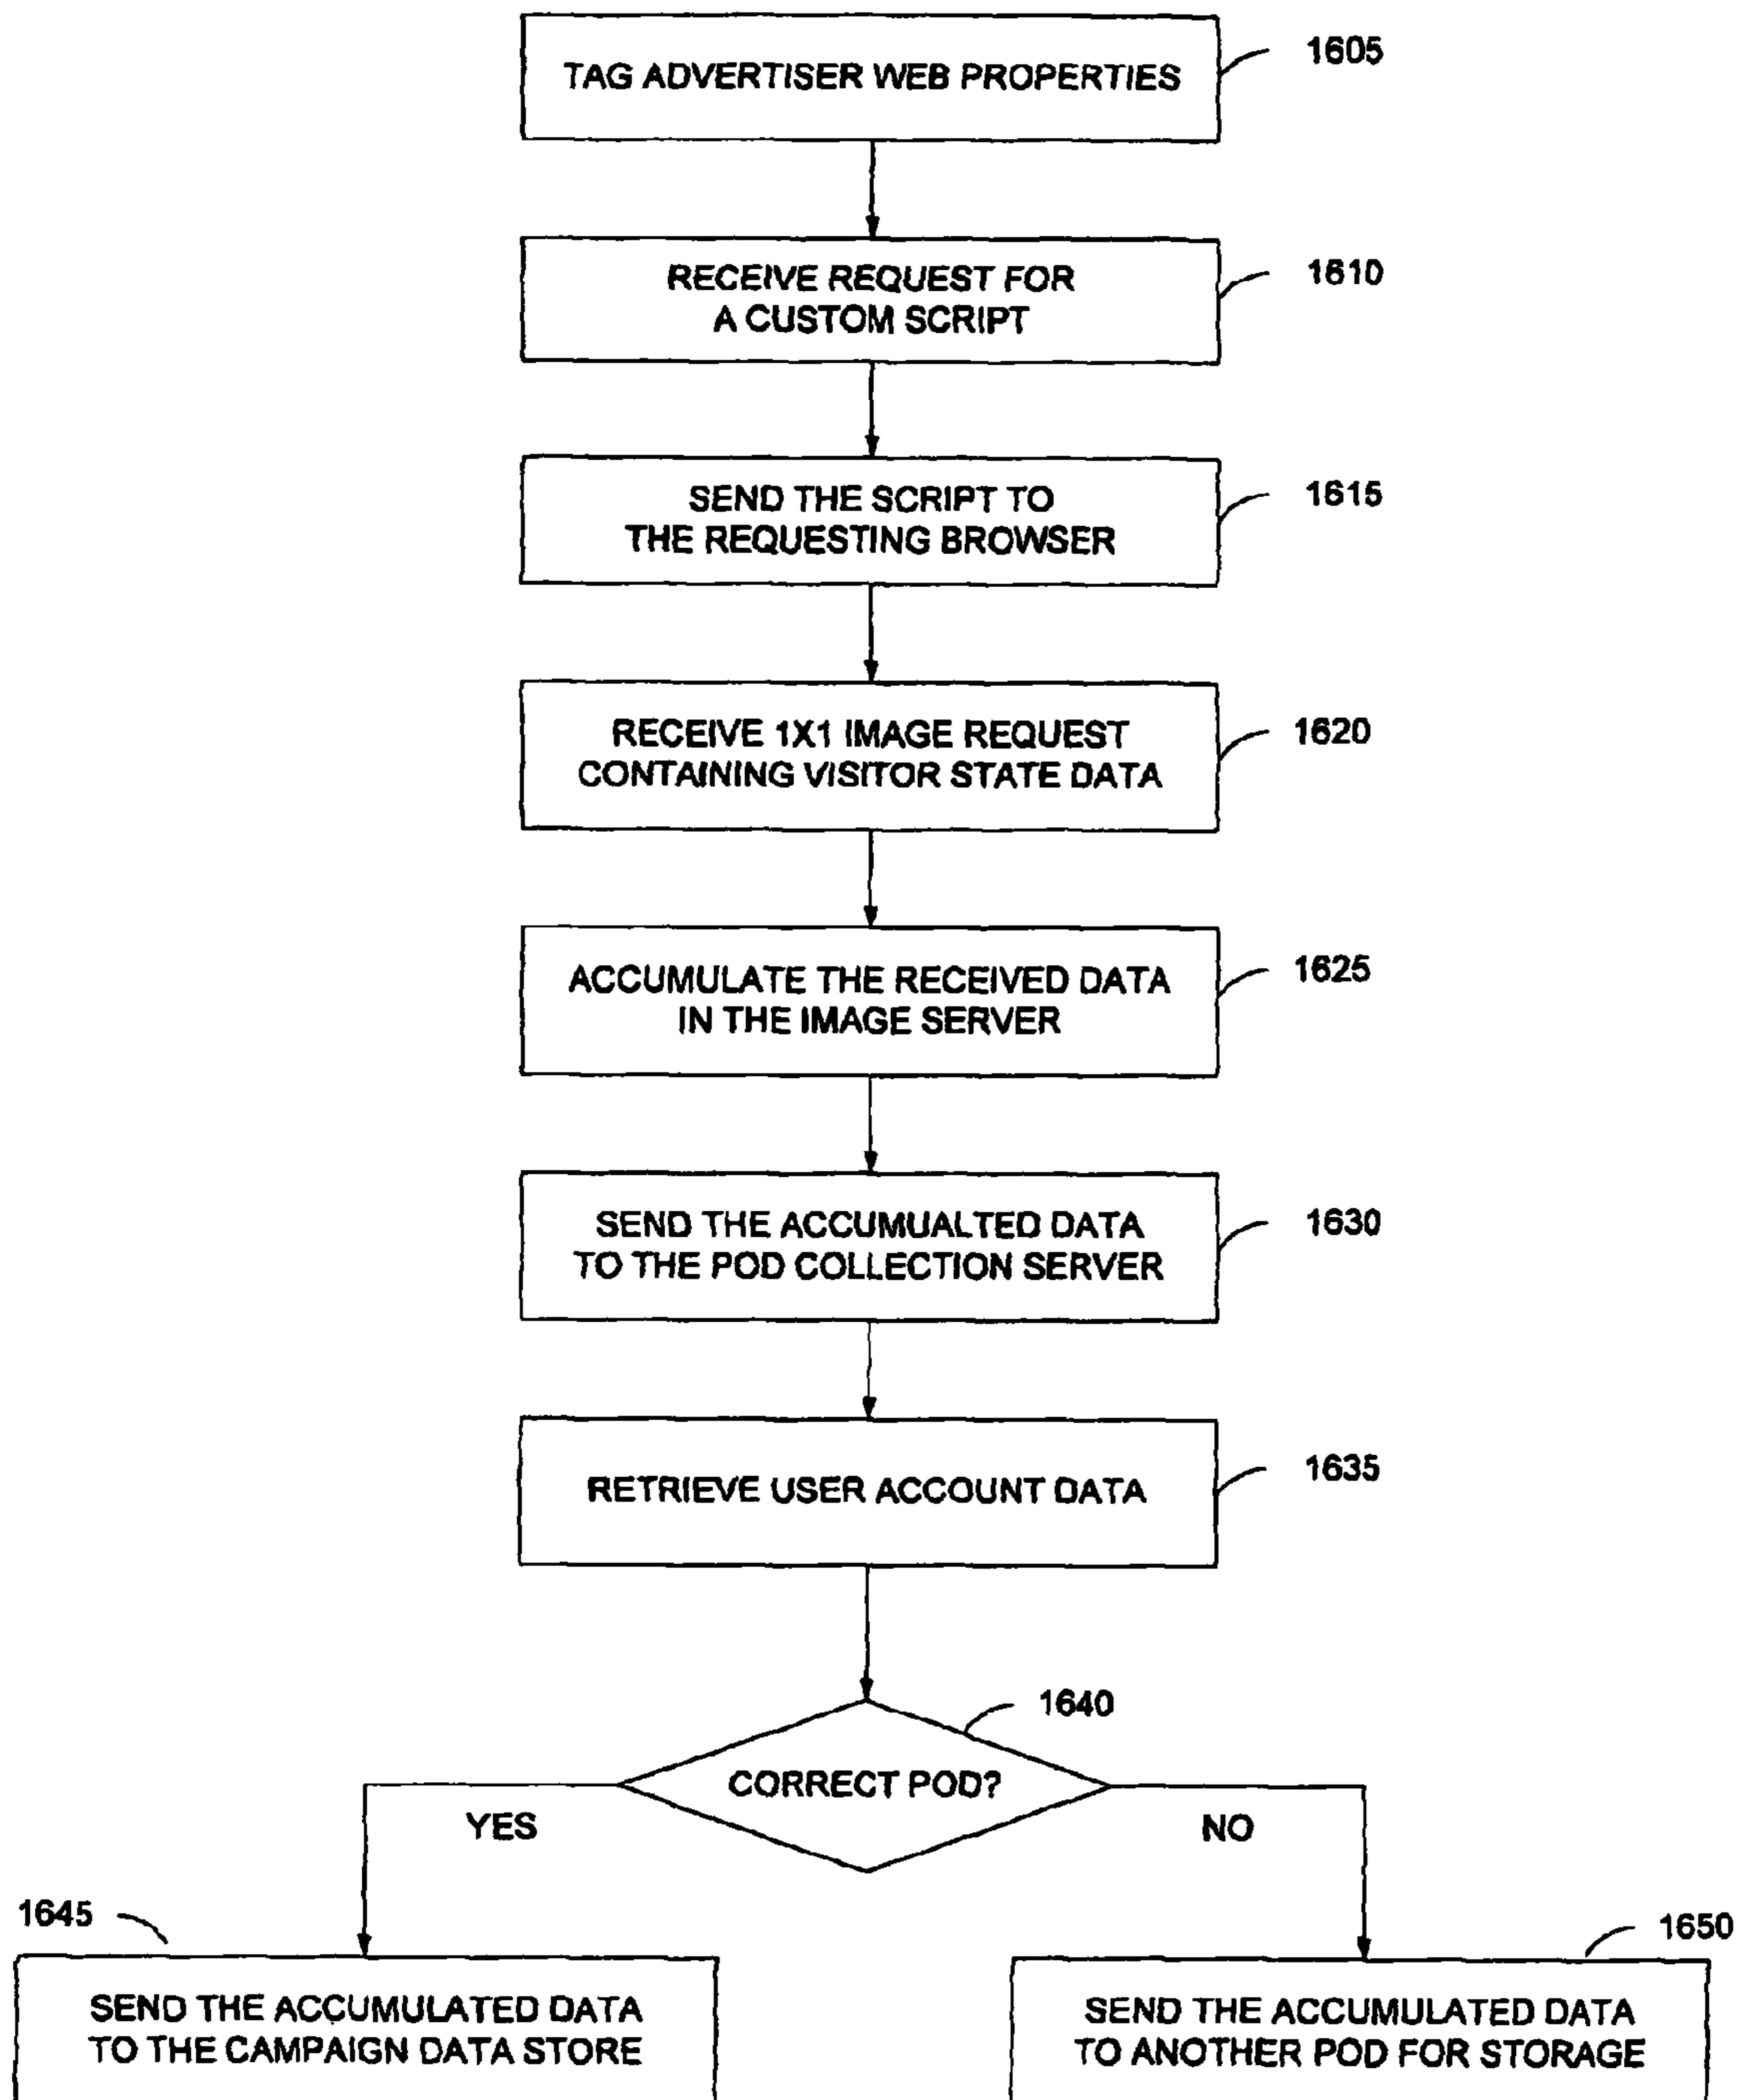 TAG ADVERTISER WEB PROPERTIES
1605
RECEIVE REQUEST FOR
A CUSTOM SCRIPT
1610
SEND THE SCRIPT TO
THE REQUESTING BROWSER
1615
RECEIVE 1X1 IMAGE REQUEST
CONTAINING VISITOR STATE DATA
1620
ACCUMULATE THE RECEIVED DATA
IN THE IMAGE SERVER
1625
SEND THE ACCUMUALTED DATA
TO THE POD COLLECTION SERVER
1630
RETRIEVE USER ACCOUNT DATA
1635
1640
CORRECT POD?
YES
NO
1645
SEND THE ACCUMULATED DATA
TO THE CAMPAIGN DATA STORE
1650
SEND THE ACCUMULATED DATA
TO ANOTHER POD FOR STORAGE